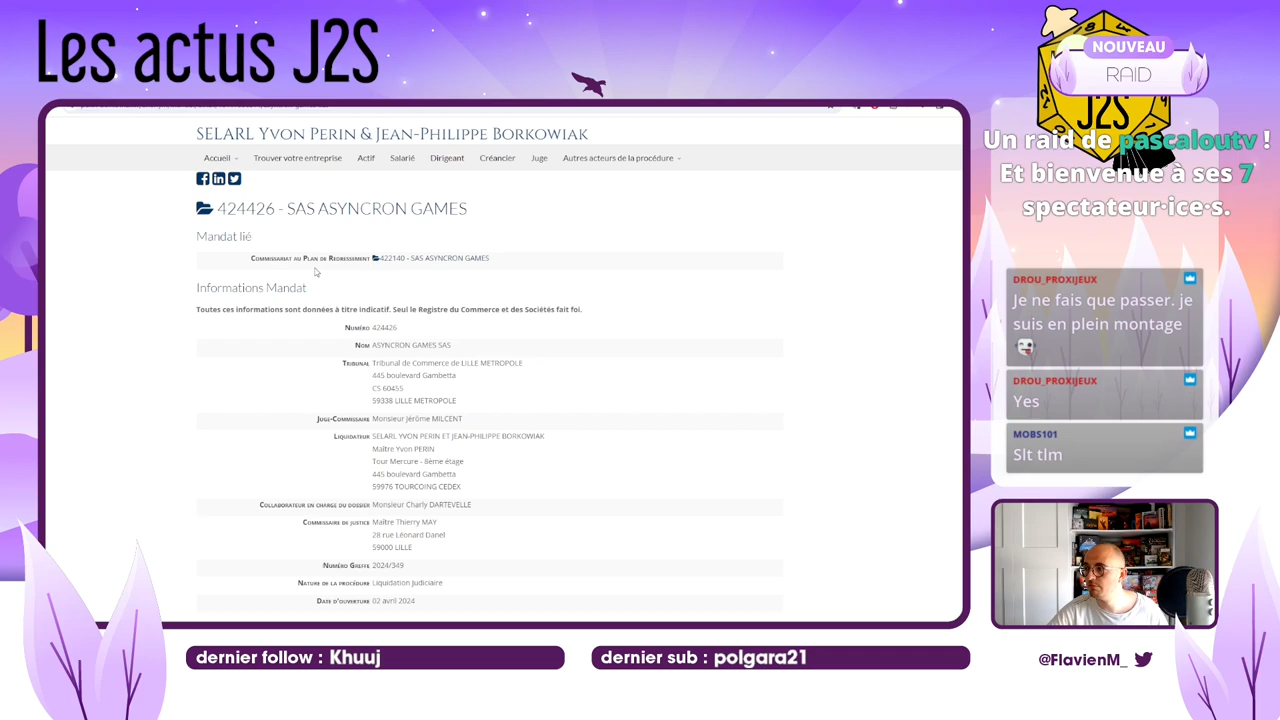 Les actus J2S
SELARL YVON PERIN & JEAN-PHILIPPE BORKOWIAK
Accueil
Trouver votre entreprise
Actif
Salarié
Dirigeant
Créancier
Juge
Autres acteurs de la procédure
424426 - SAS ASYNCRON GAMES
Mandat lié
COMMISSARIAT AU PLAN DE REDRESSEMENT 422140 - SAS ASYNCRON GAMES
Informations Mandat
Toutes ces informations sont données à titre indicatif. Seul le Registre du Commerce et des Sociétés fait foi.
NUMÉRO 424426
NOM ASYNCRON GAMES SAS
TRIBUNAL Tribunal de Commerce de LILLE METROPOLE
445 boulevard Gambetta
CS 60455
59338 LILLE METROPOLE
JUGE-COMMISSAIRE Monsieur Jérôme MILCENT
LIQUIDATEUR SELARL YVON PERIN ET JEAN-PHILIPPE BORKOWIAK
Maître Yvon PERIN
Tour Mercure - 8ème étage
445 boulevard Gambetta
59976 TOURCOING CEDEX
COLLABORATEUR EN CHARGE DU DOSSIER Monsieur Charly DARTEVELLE
COMMISSAIRE DE JUSTICE Maître Thierry MAY
28 rue Léonard Danel
59000 LILLE
NUMÉRO GREFFE 2024/349
NATURE DE LA PROCÉDURE Liquidation Judiciaire
DATE D'OUVERTURE 02 avril 2024
NOUVEAU
RAID
J2S
Un raid de pascaloutv !
Et bienvenue à ses 7
spectateur·ice·s.
DROU_PROXIJEUX
Je ne fais que passer. je
suis en plein montage
DROU_PROXIJEUX
Yes
MOBS101
Slt tlm
dernier follow : Khuuj
dernier sub : polgara21
@FlavienM_